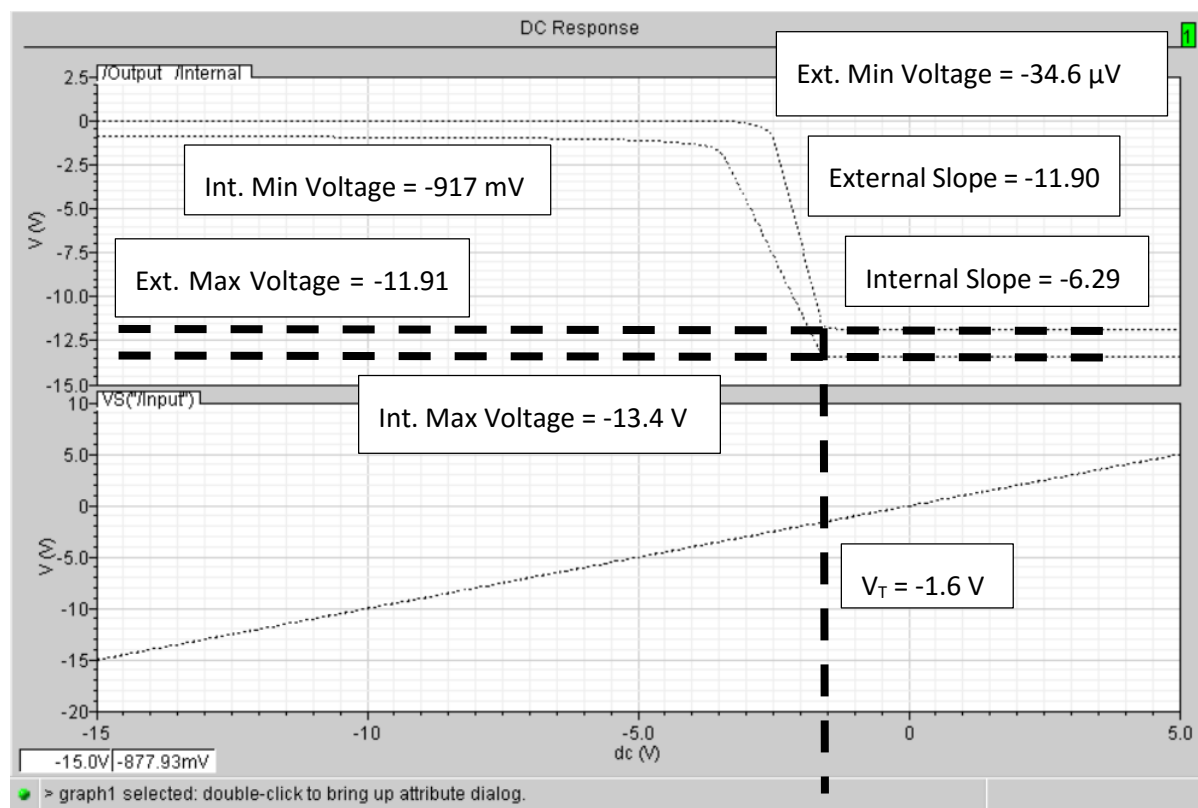 DC Response
1
/Output /Internal
Ext. Min Voltage = -34.6 µV
Int. Min Voltage = -917 mV
External Slope = -11.90
Ext. Max Voltage = -11.91
Internal Slope = -6.29
2.5
0
-2.5
-5.0
-7.5
-10.0
-12.5
-15.0
V (V)
VS("/Input")
Int. Max Voltage = -13.4 V
10
5.0
0
-5.0
-10
-15
-20
V (V)
VT = -1.6 V
-15
-10
-5.0
0
5.0
dc (V)
-15.0V -877.93mV
> graph1 selected: double-click to bring up attribute dialog.